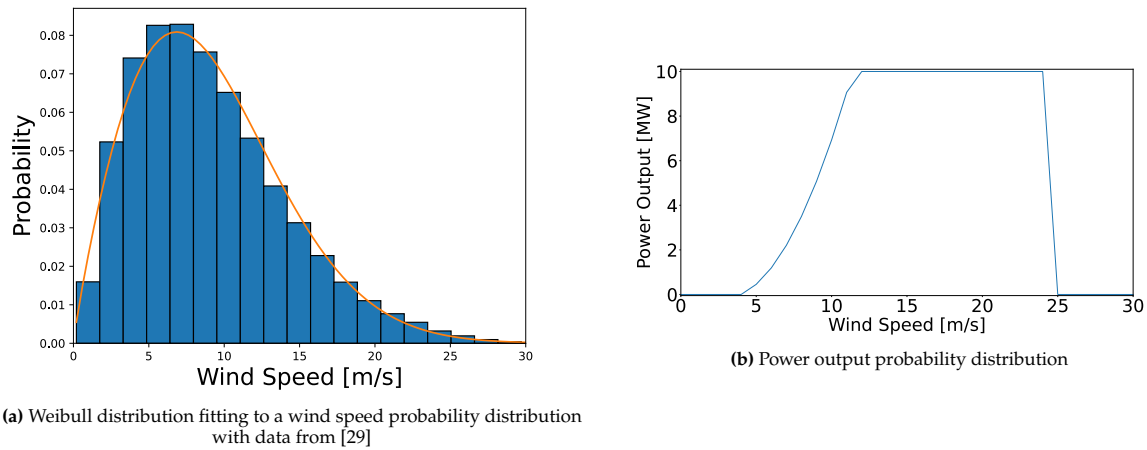 0.08
0.07
0.06
0.05
0.04
0.03
0.02
0.01
0.00
Probability
0 5 10 15 20 25 30
Wind Speed [m/s]
(a) Weibull distribution fitting to a wind speed probability distribution
with data from [29]
10
8
6
4
2
0
Power Output [MW]
0 5 10 15 20 25 30
Wind Speed [m/s]
(b) Power output probability distribution